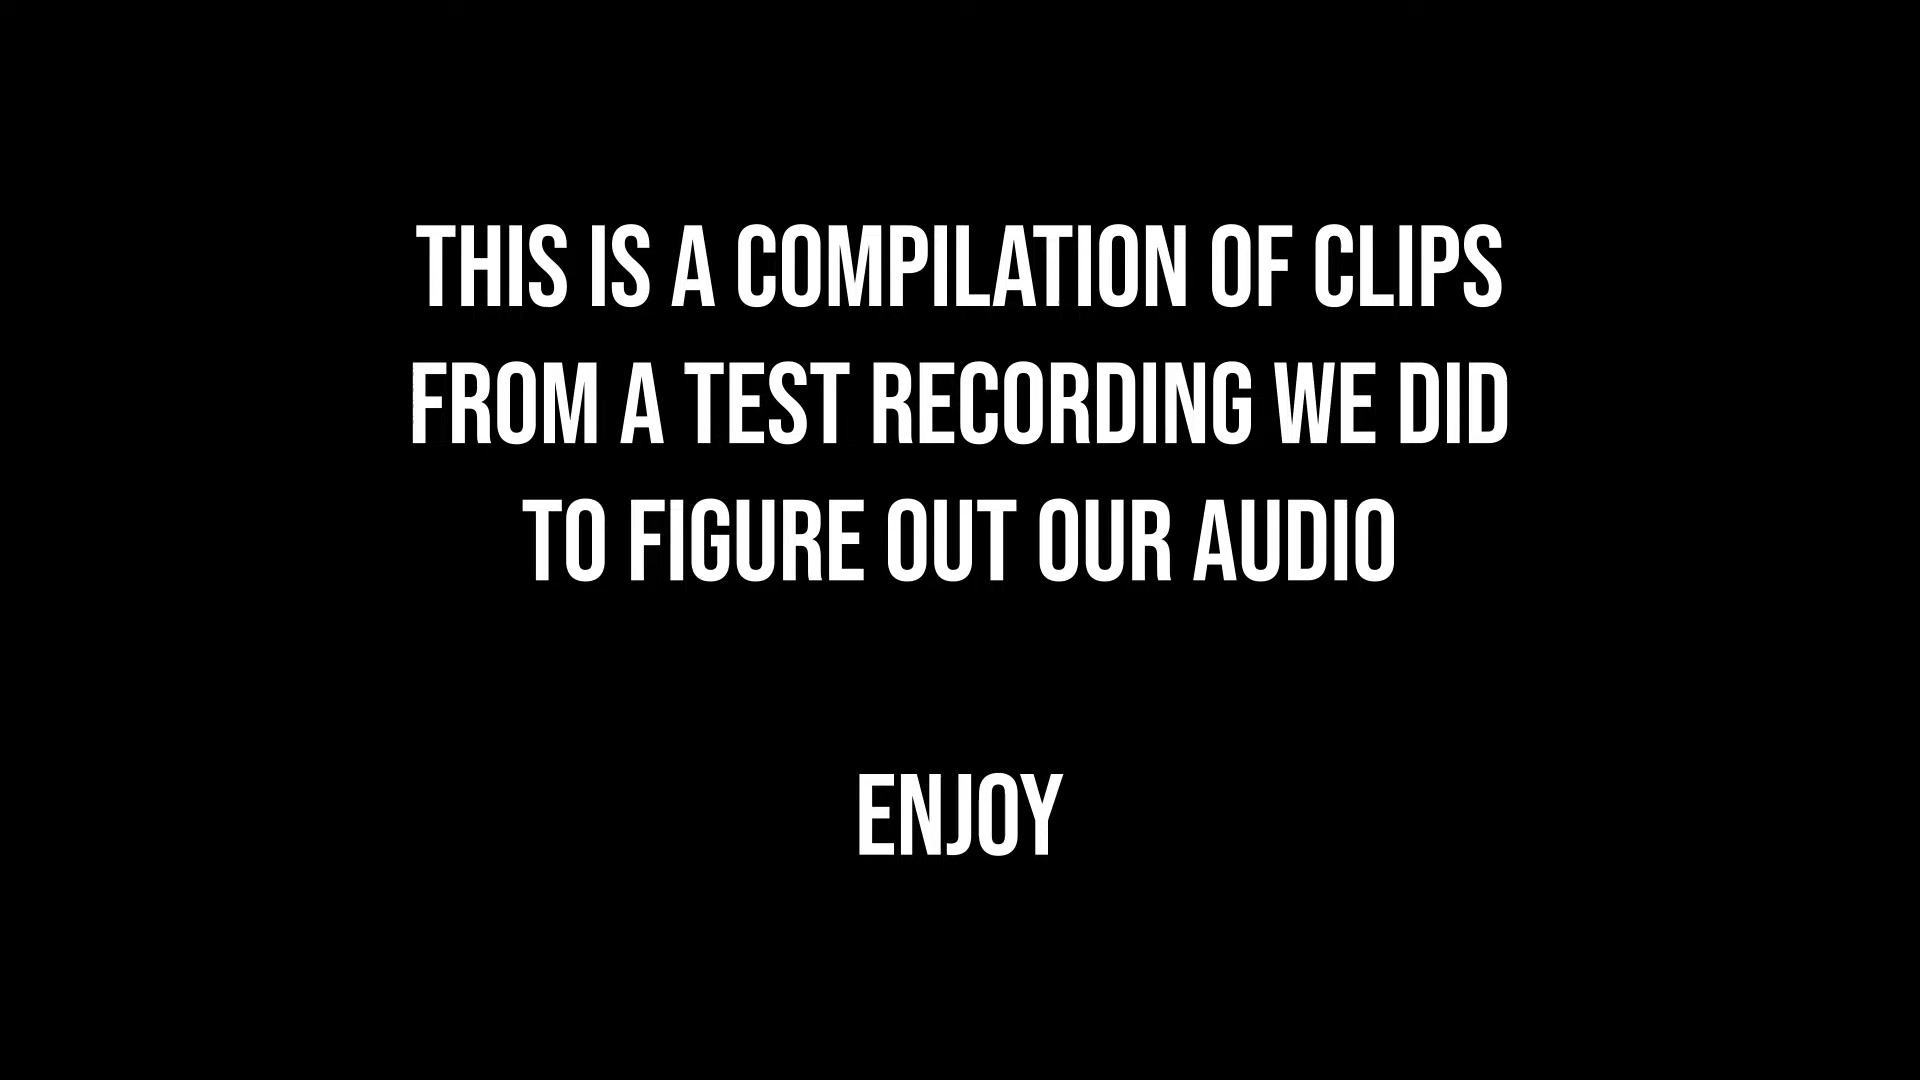 THIS IS A COMPILATION OF CLIPS
FROM A TEST RECORDING WE DID
TO FIGURE OUT OUR AUDIO
ENJOY